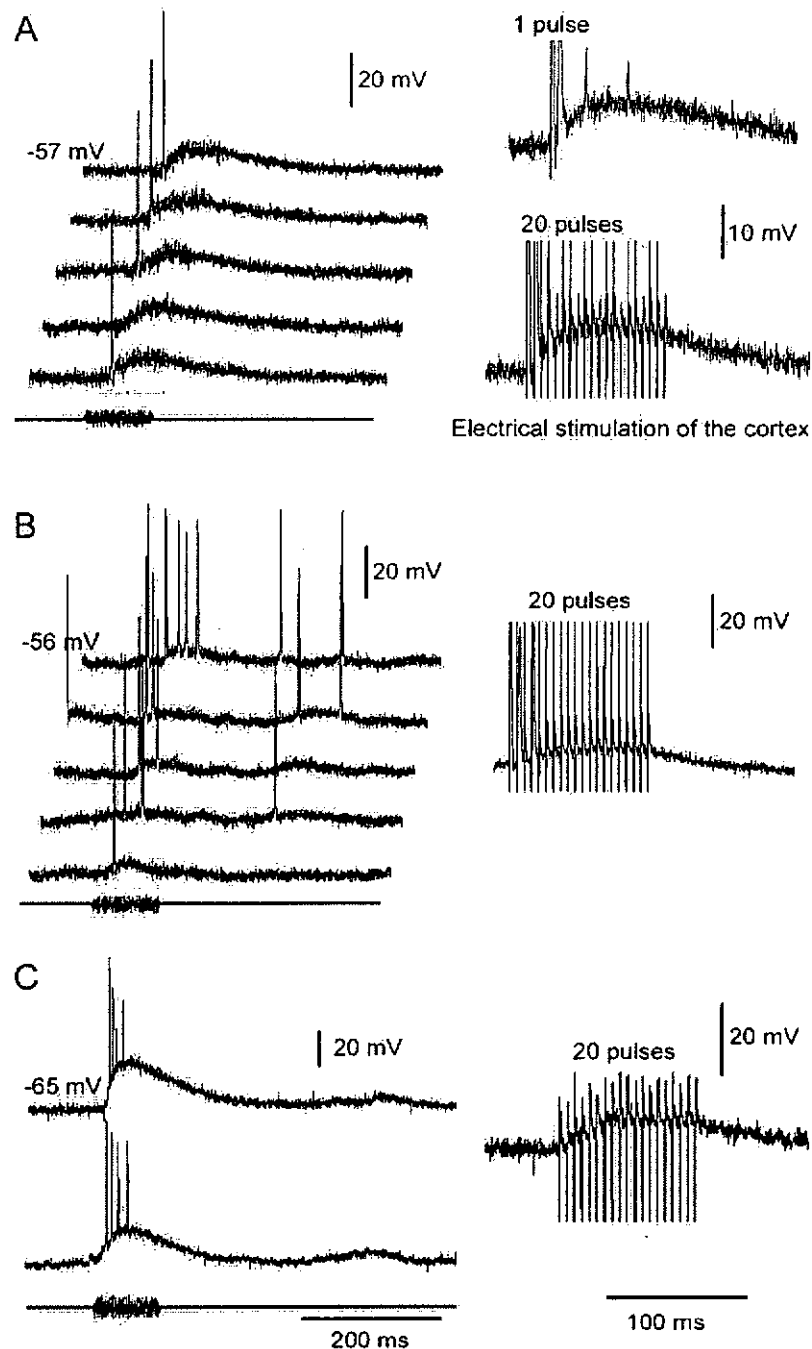 A
1 pulse
20 mV
-57 mV
20 pulses
10 mV
Electrical stimulation of the cortex
B
20 mV
20 pulses
20 mV
-56 mV
C
20 mV
20 mV
20 pulses
-65 mV
200 ms
100 ms